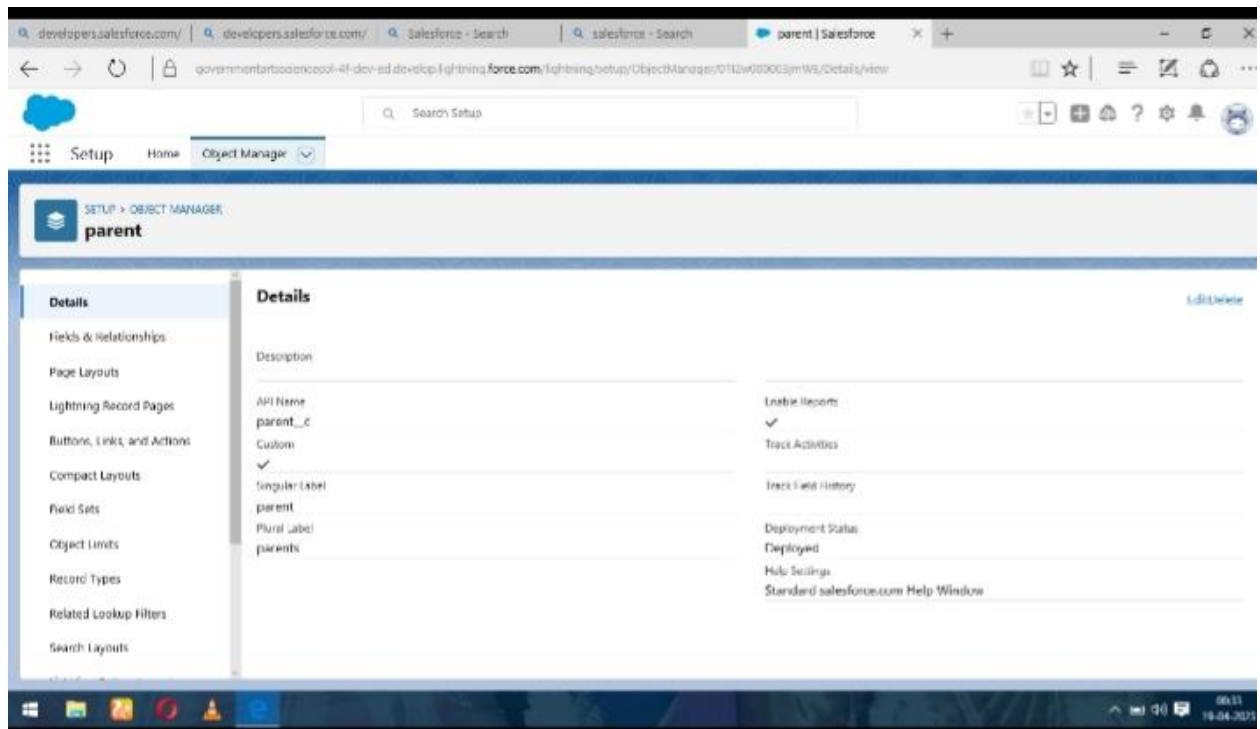 developers.salesforce.com/
developers.salesforce.com/
Salesforce - Search
salesforce - Search
parent | Salesforce
Search Setup
Setup
Home
Object Manager
SETUP > OBJECT MANAGER
parent
Details
Fields & Relationships
Page Layouts
Lightning Record Pages
Buttons, Links, and Actions
Compact Layouts
Field Sets
Object Limits
Record Types
Related Lookup Filters
Search Layouts
Details
Edit Delete
Description
API Name
parent__c
Custom
Singular Label
parent
Plural Label
parents
Enable Reports
Track Activities
Track Field History
Deployment Status
Deployed
Help Settings
Standard salesforce.com Help Window